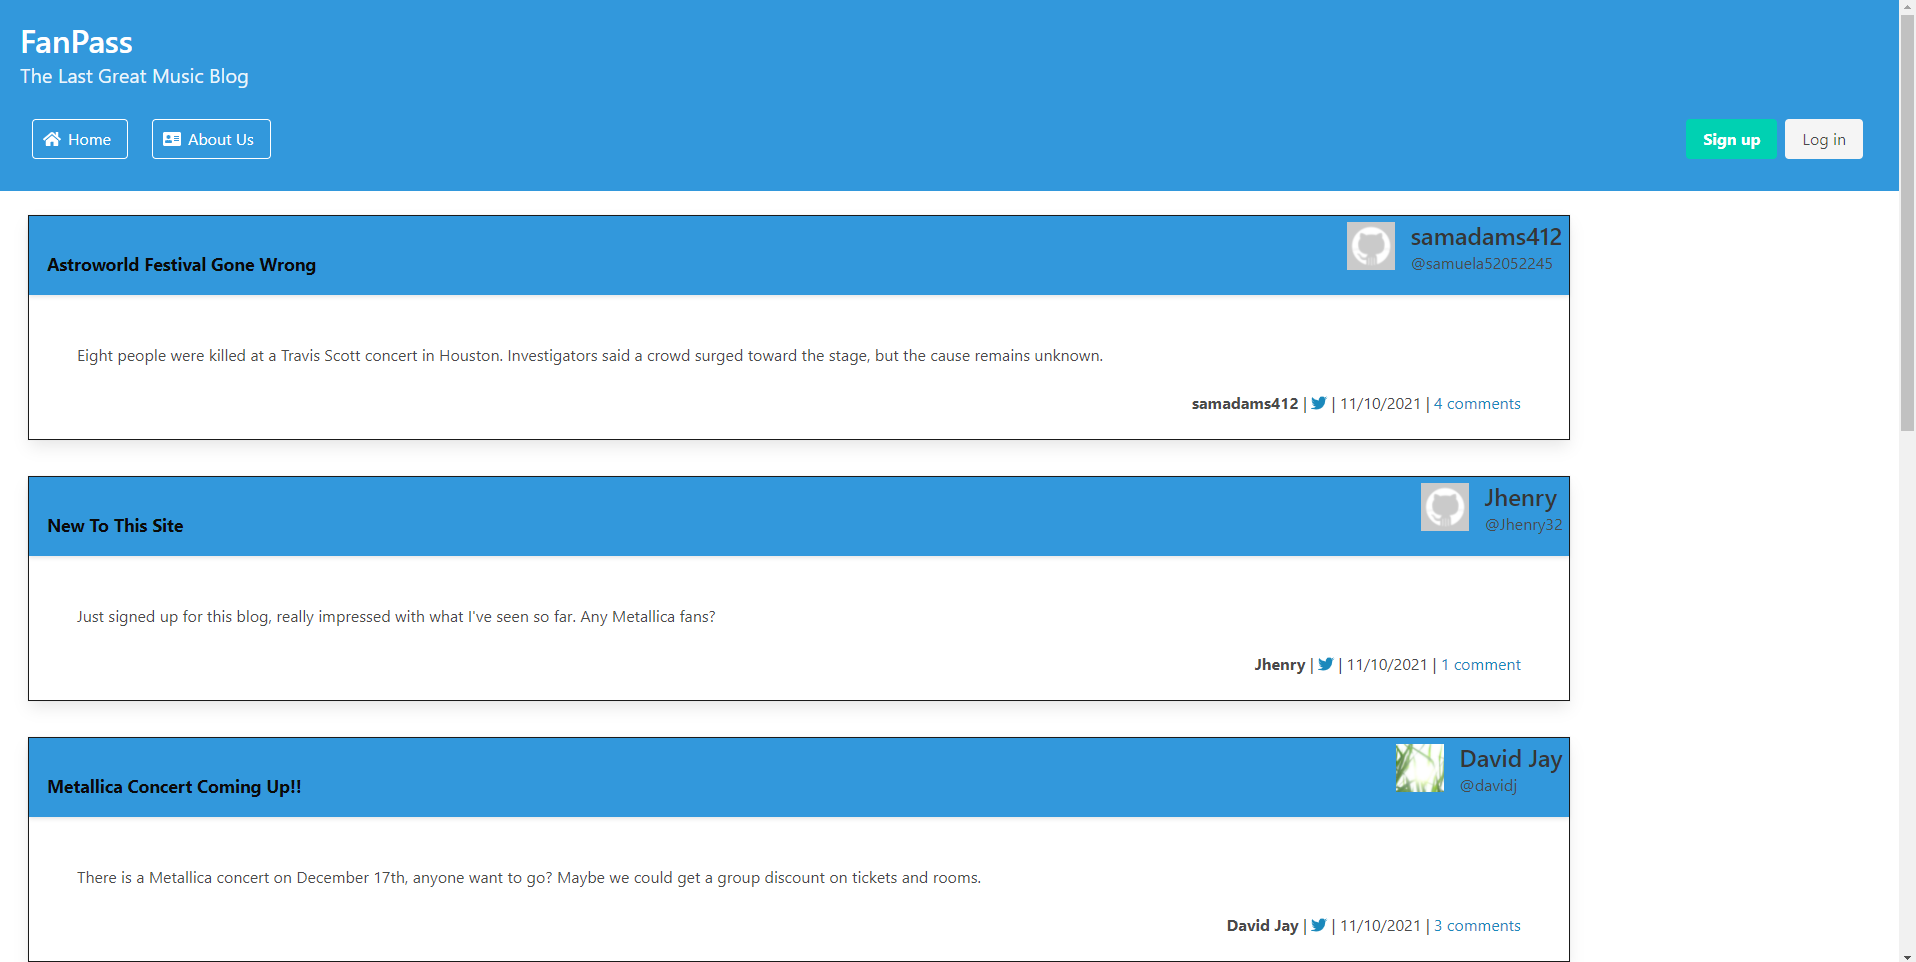 FanPass
The Last Great Music Blog
Home About Us Sign up Log in
samadams412
@samuela52052245
Astroworld Festival Gone Wrong
Eight people were killed at a Travis Scott concert in Houston. Investigators said a crowd surged toward the stage, but the cause remains unknown.
samadams412 | | 11/10/2021 | 4 comments
Jhenry
@Jhenry32
New To This Site
Just signed up for this blog, really impressed with what I've seen so far. Any Metallica fans?
Jhenry | | 11/10/2021 | 1 comment
David Jay
@davidj
Metallica Concert Coming Up!!
There is a Metallica concert on December 17th, anyone want to go? Maybe we could get a group discount on tickets and rooms.
David Jay | | 11/10/2021 | 3 comments